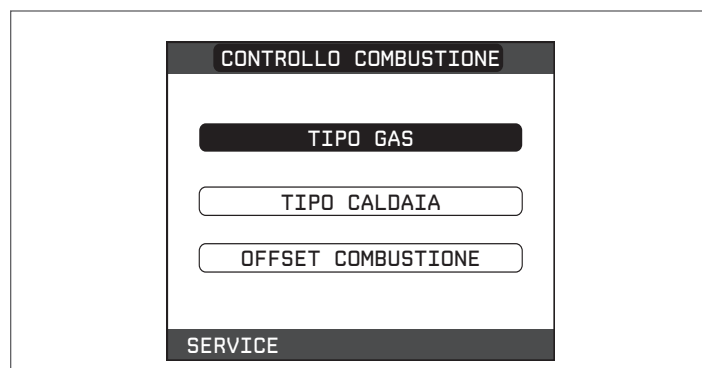 CONTROLLO COMBUSTIONE
TIPO GAS
TIPO CALDAIA
OFFSET COMBUSTIONE
SERVICE